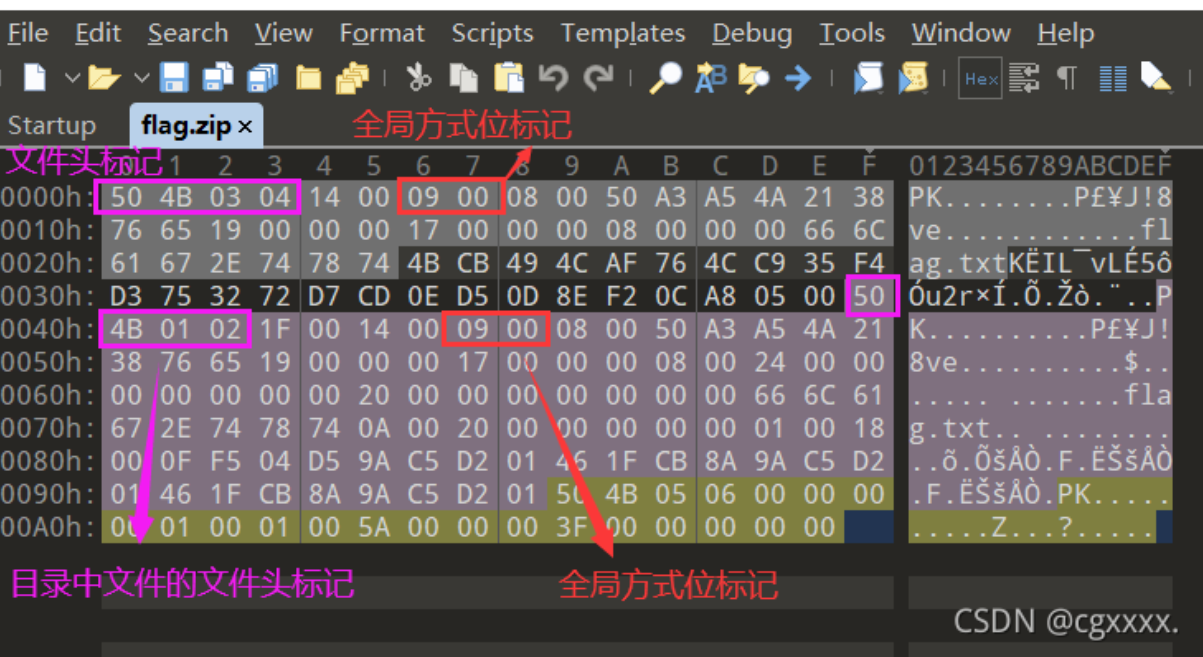 File Edit Search View Format Scripts Templates Debug Tools Window Help
Hex
Startup flag.zip × 全局方式位标记
文件头标记
0 1 2 3 4 5 6 7 8 9 A B C D E F 0123456789ABCDEF
0000h: 50 4B 03 04 14 00 09 00 08 00 50 A3 A5 4A 21 38 PK........P£¥J!8
0010h: 76 65 19 00 00 00 17 00 00 00 08 00 00 00 66 6C ve............fl
0020h: 61 67 2E 74 78 74 4B CB 49 4C AF 76 4C C9 35 F4 ag.txtKËIL¯vLÉ5ô
0030h: D3 75 32 72 D7 CD 0E D5 0D 8E F2 0C A8 05 00 50 Óu2r×Í.Õ.Žò.¨..P
0040h: 4B 01 02 1F 00 14 00 09 00 08 00 50 A3 A5 4A 21 K..........P£¥J!
0050h: 38 76 65 19 00 00 00 17 00 00 00 08 00 24 00 00 8ve..........$..
0060h: 00 00 00 00 00 20 00 00 00 00 00 00 00 66 6C 61 ..... .......fla
0070h: 67 2E 74 78 74 0A 00 20 00 00 00 00 00 01 00 18 g.txt.. ........
0080h: 00 0F F5 04 D5 9A C5 D2 01 46 1F CB 8A 9A C5 D2 ..õ.ÕšÅÒ.F.ËŠšÅÒ
0090h: 01 46 1F CB 8A 9A C5 D2 01 50 4B 05 06 00 00 00 .F.ËŠšÅÒ.PK.....
00A0h: 00 01 00 01 00 5A 00 00 00 3F 00 00 00 00 00 .....Z...?.....
目录中文件的文件头标记 全局方式位标记
CSDN @cgxxxx.